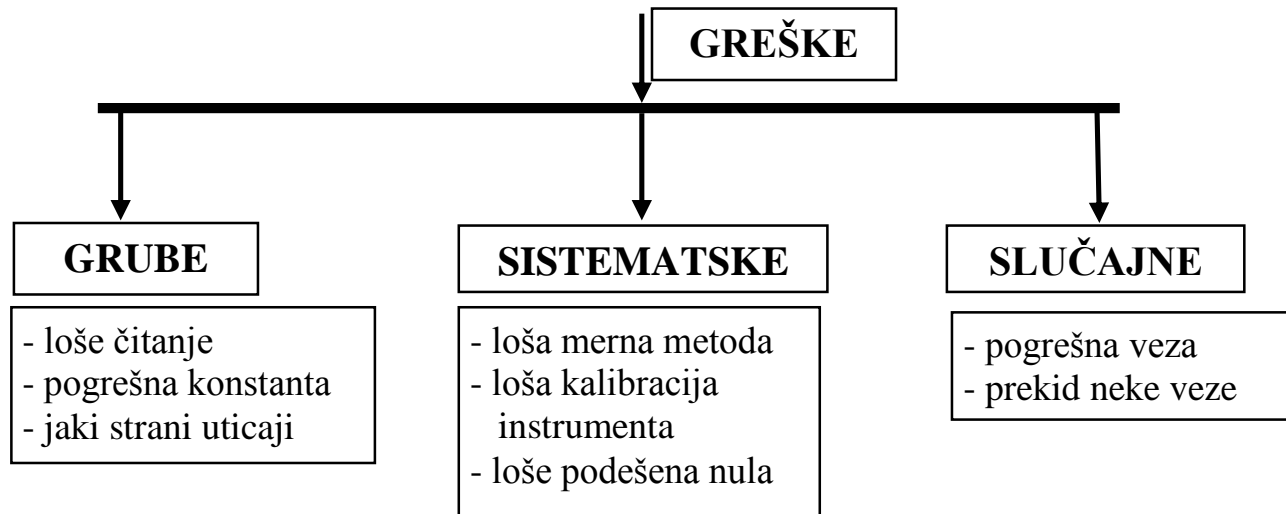 GREŠKE
GRUBE
- loše čitanje
- pogrešna konstanta
- jaki strani uticaji
SISTEMATSKE
- loša merna metoda
- loša kalibracija
instrumenta
- loše podešena nula
SLUČAJNE
- pogrešna veza
- prekid neke veze